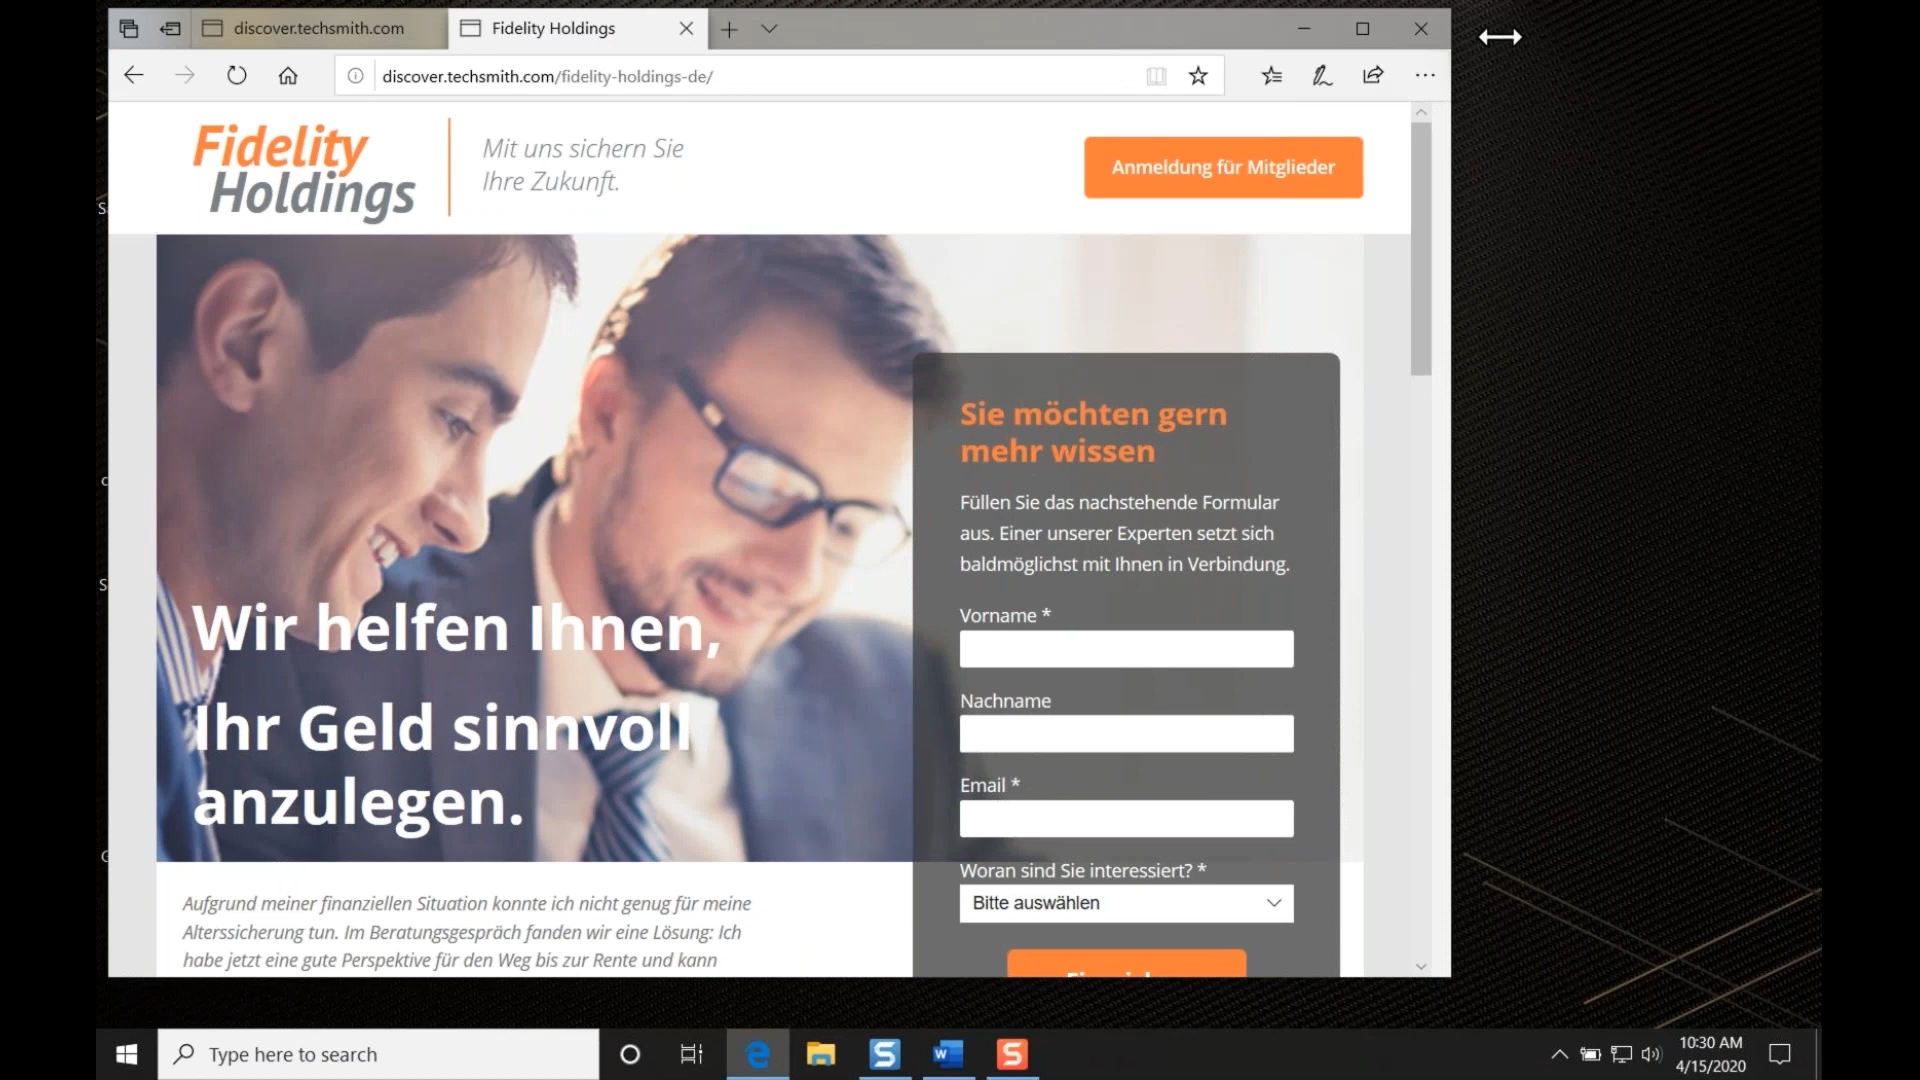 discover.techsmith.com
Fidelity Holdings
discover.techsmith.com/fidelity-holdings-de/
Fidelity
Holdings
Mit uns sichern Sie
Ihre Zukunft.
Anmeldung für Mitglieder
Sie möchten gern
mehr wissen
Füllen Sie das nachstehende Formular
aus. Einer unserer Experten setzt sich
baldmöglichst mit Ihnen in Verbindung.
Vorname *
Nachname
Email *
Woran sind Sie interessiert? *
Bitte auswählen
Wir helfen Ihnen,
Ihr Geld sinnvoll
anzulegen.
Aufgrund meiner finanziellen Situation konnte ich nicht genug für meine
Alterssicherung tun. Im Beratungsgespräch fanden wir eine Lösung: Ich
habe jetzt eine gute Perspektive für den Weg bis zur Rente und kann
Type here to search
10:30 AM
4/15/2020